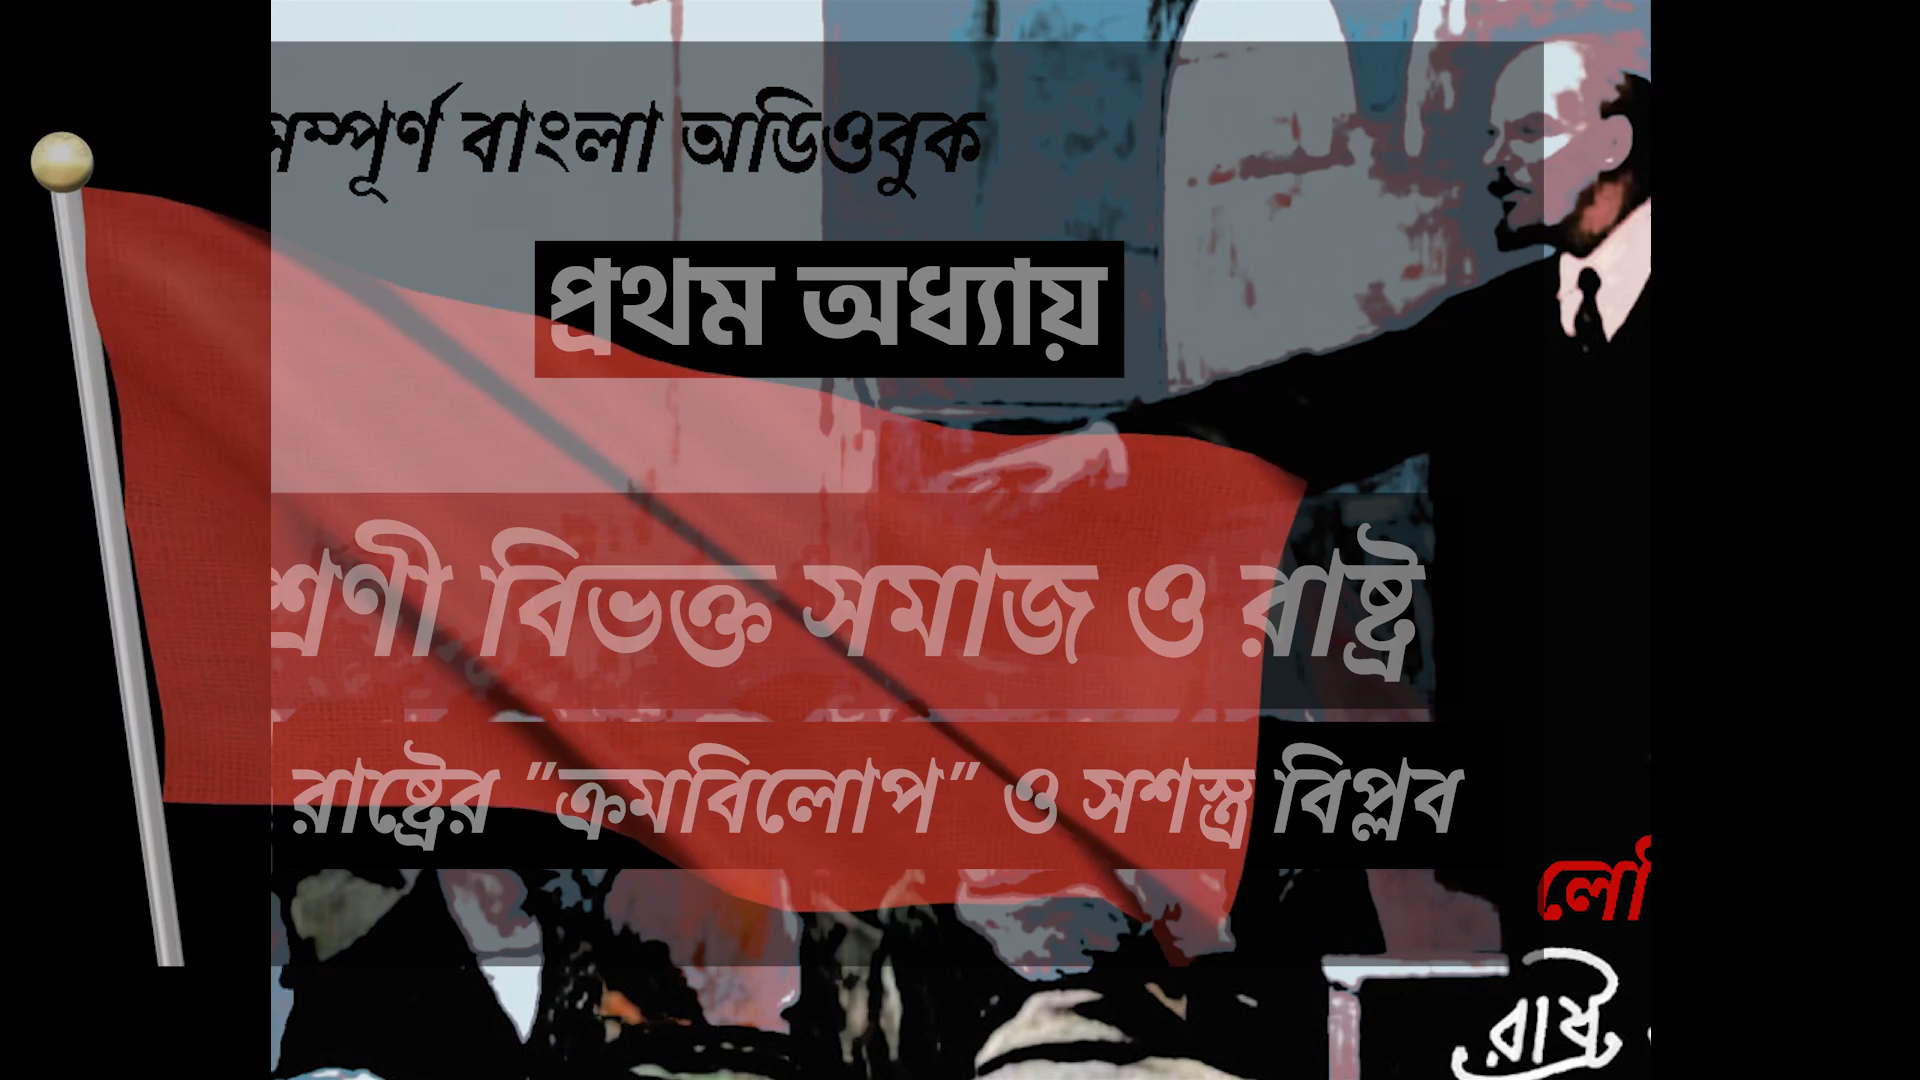 সম্পূর্ণ বাংলা অডিওবুক
প্রথম অধ্যায়
শ্রেণী বিভক্ত সমাজ ও রাষ্ট্র
রাষ্ট্রের "ক্রমবিলোপ" ও সশস্ত্র বিপ্লব
রাষ্ট্র